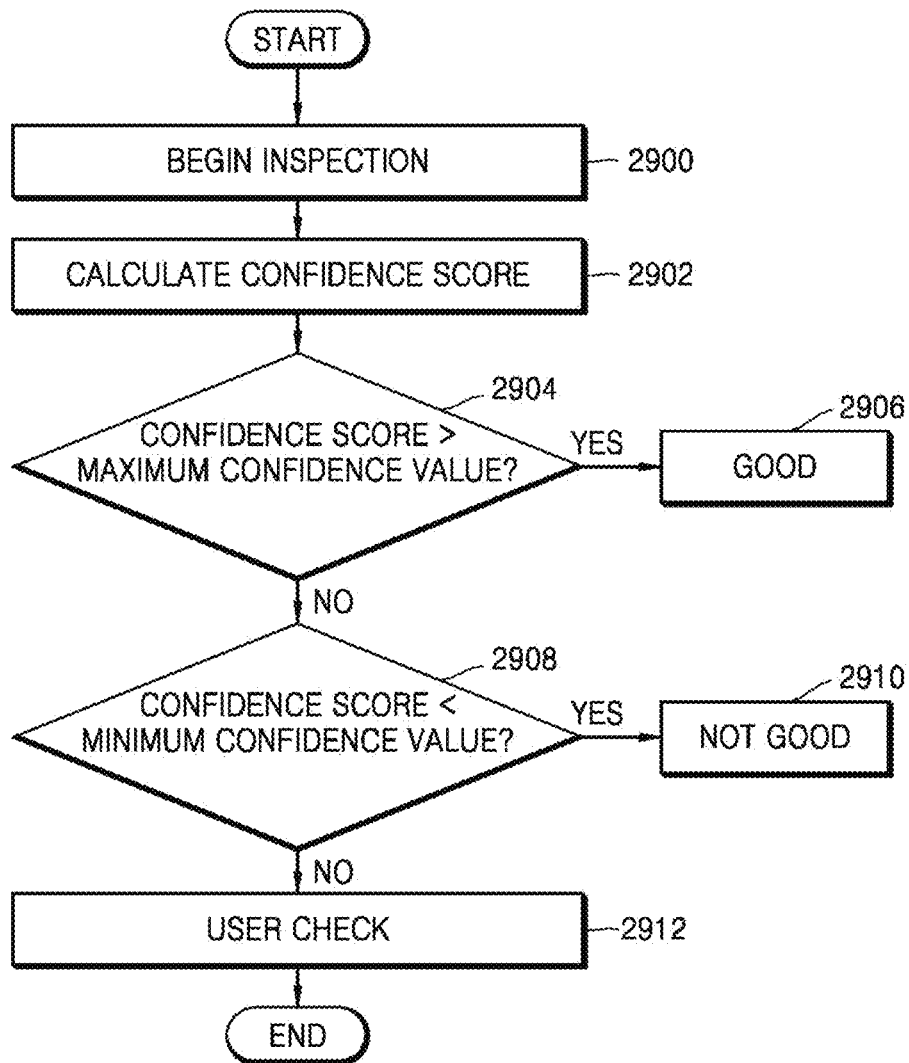 START
BEGIN INSPECTION
2900
CALCULATE CONFIDENCE SCORE
2902
2904
CONFIDENCE SCORE >
MAXIMUM CONFIDENCE VALUE?
YES
2906
GOOD
NO
2908
CONFIDENCE SCORE <
MINIMUM CONFIDENCE VALUE?
YES
2910
NOT GOOD
NO
USER CHECK
2912
END